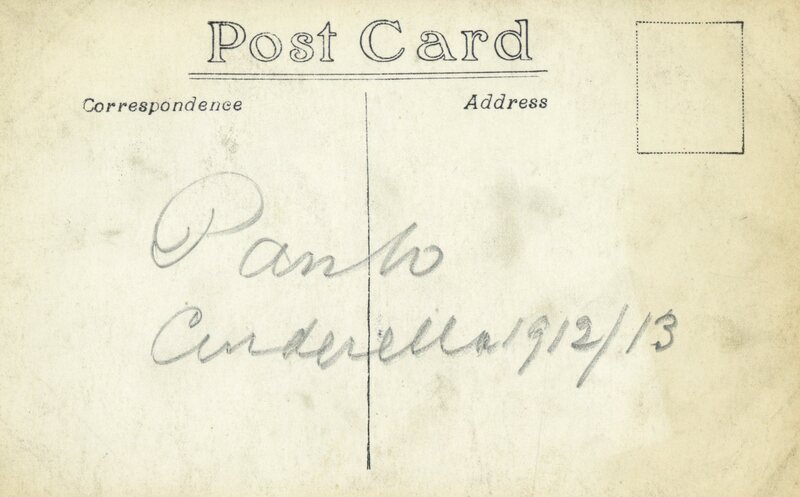 Post Card
Correspondence
Address
Panto
Cinderella 1912/13